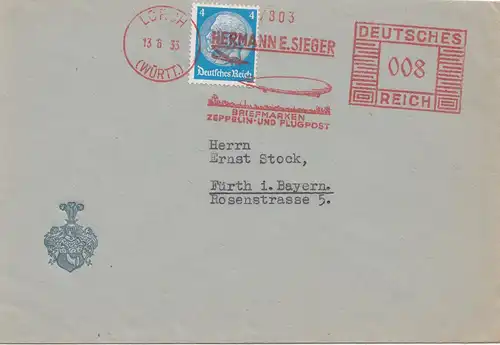 LORCH
13 6 33
(WÜRTT.)
4 4
Deutsches Reich
/303
HERMANN E. SIEGER
BRIEFMARKEN
ZEPPELIN-UND FLUGPOST
DEUTSCHES
008
REICH
Herrn
Ernst Stock,
Fürth i. Bayern.
Rosenstrasse 5.